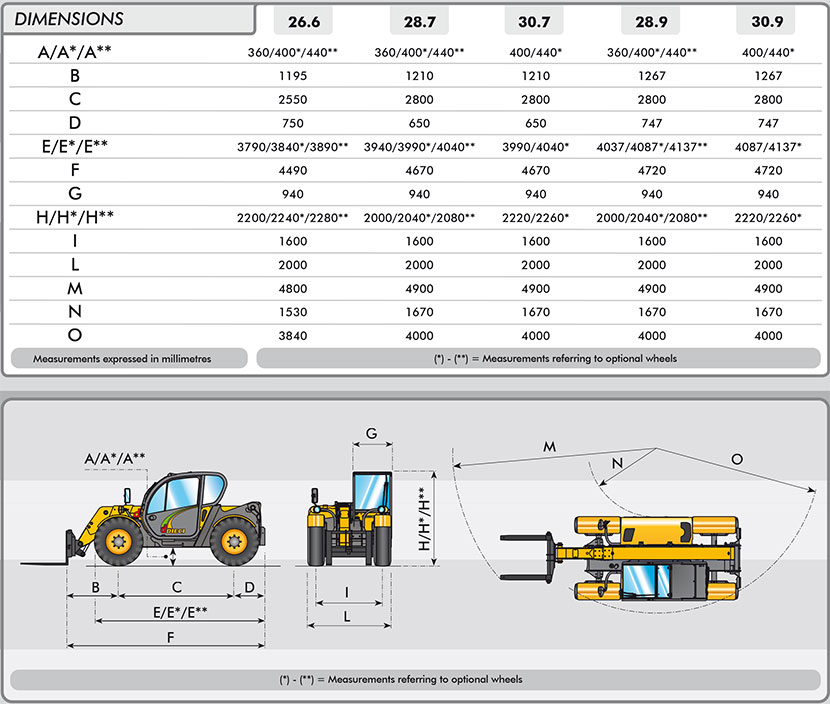 DIMENSIONS 26.6 28.7 30.7 28.9 30.9
A/A*/A** 360/400*/440** 360/400*/440** 400/440* 360/400*/440** 400/440*
B 1195 1210 1210 1267 1267
C 2550 2800 2800 2800 2800
D 750 650 650 747 747
E/E*/E** 3790/3840*/3890** 3940/3990*/4040** 3990/4040* 4037/4087*/4137** 4087/4137*
F 4490 4670 4670 4720 4720
G 940 940 940 940 940
H/H*/H** 2200/2240*/2280** 2000/2040*/2080** 2220/2260* 2000/2040*/2080** 2220/2260*
I 1600 1600 1600 1600 1600
L 2000 2000 2000 2000 2000
M 4800 4900 4900 4900 4900
N 1530 1670 1670 1670 1670
O 3840 4000 4000 4000 4000
Measurements expressed in millimetres (*) - (**) = Measurements referring to optional wheels
A/A*/A**
DIECI
B C D
E/E*/E**
F
G
H/H*/H**
I
L
M
N
O
(*) - (**) = Measurements referring to optional wheels